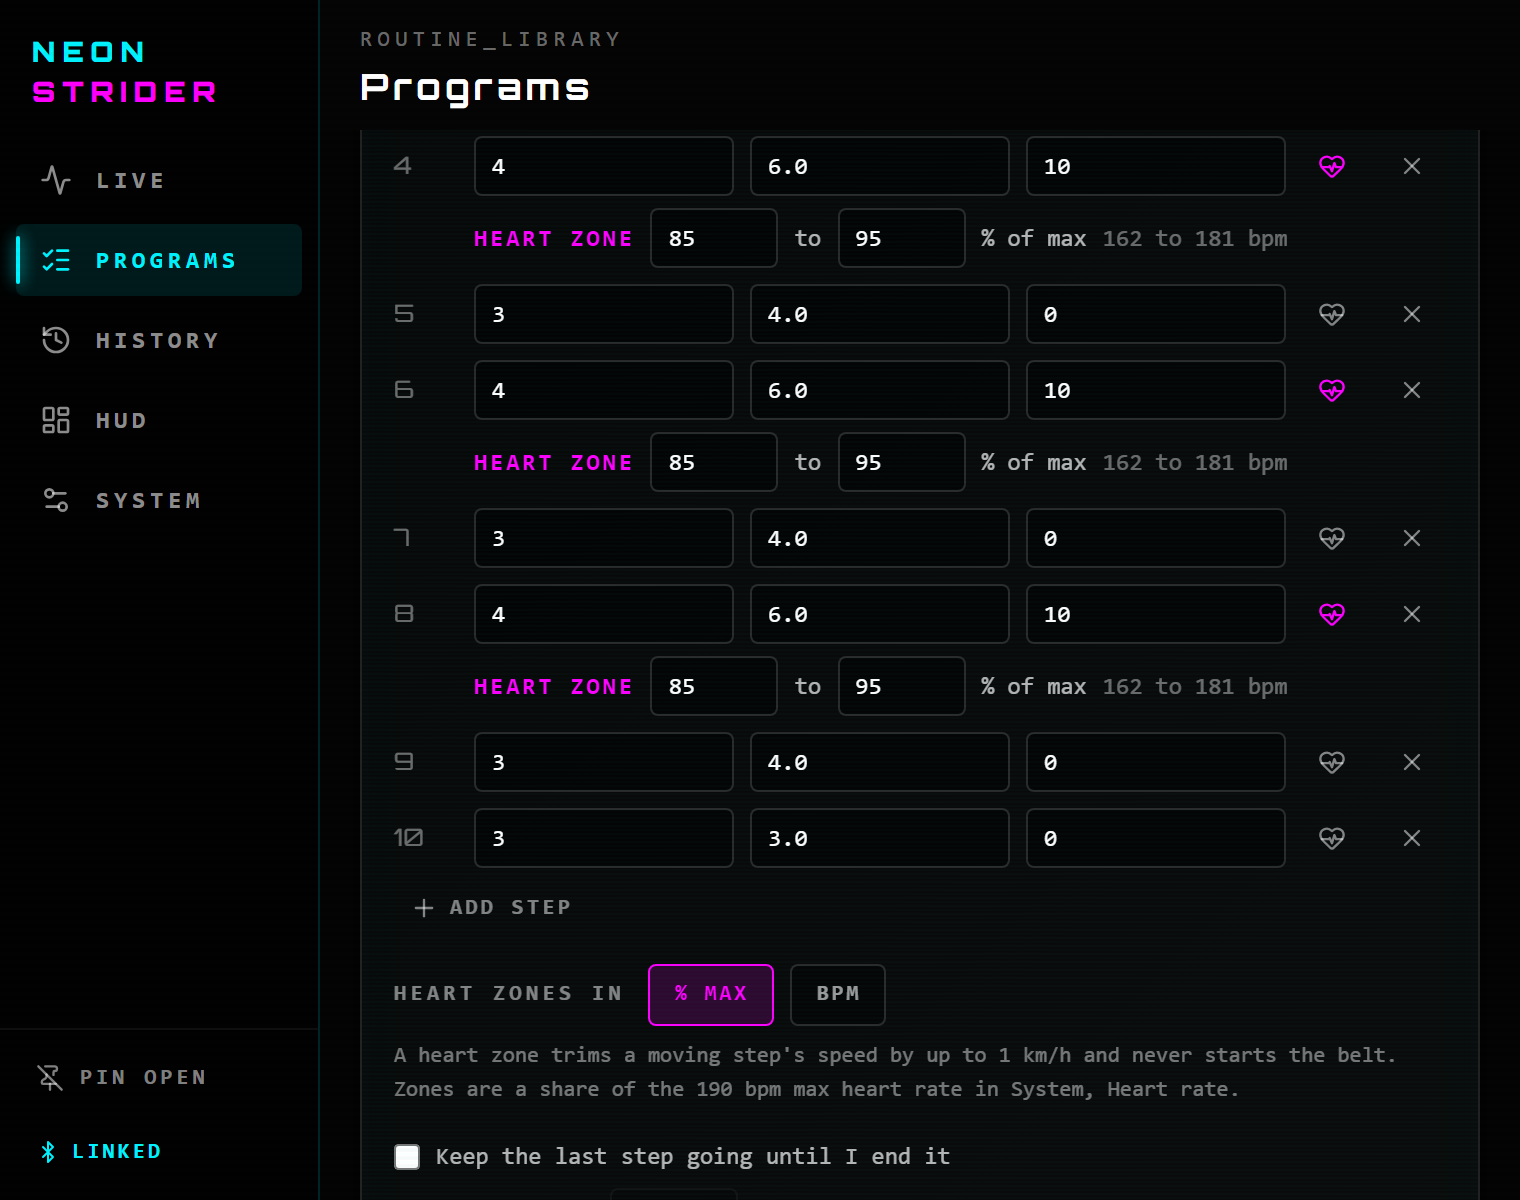 NEON
STRIDER
LIVE
PROGRAMS
HISTORY
HUD
SYSTEM
PIN OPEN
LINKED
ROUTINE_LIBRARY
Programs
4 4 6.0 10
HEART ZONE 85 to 95 % of max 162 to 181 bpm
5 3 4.0 0
6 4 6.0 10
HEART ZONE 85 to 95 % of max 162 to 181 bpm
7 3 4.0 0
8 4 6.0 10
HEART ZONE 85 to 95 % of max 162 to 181 bpm
9 3 4.0 0
10 3 3.0 0
ADD STEP
HEART ZONES IN % MAX BPM
A heart zone trims a moving step's speed by up to 1 km/h and never starts the belt.
Zones are a share of the 190 bpm max heart rate in System, Heart rate.
Keep the last step going until I end it